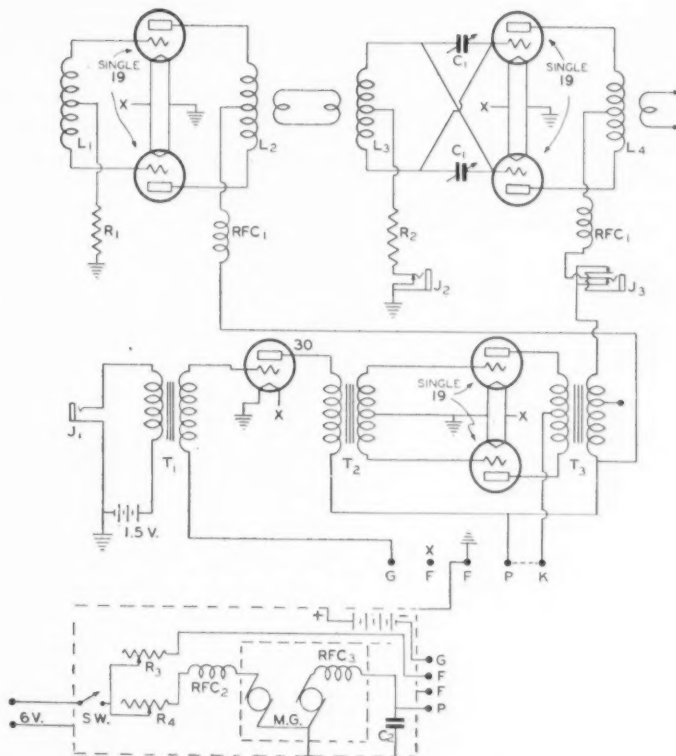 SINGLE
19
X
L1
L2
R1
RFC1
C1
C1
L3
SINGLE
19
X
L4
R2
J2
RFC1
J3
30
X
SINGLE
19
X
J1
T1
T2
T3
1.5 V.
G
X
F
F
P
K
+
-
R3
R4
RFC2
RFC3
M.G.
C2
SW.
6V.
G
F
F
P